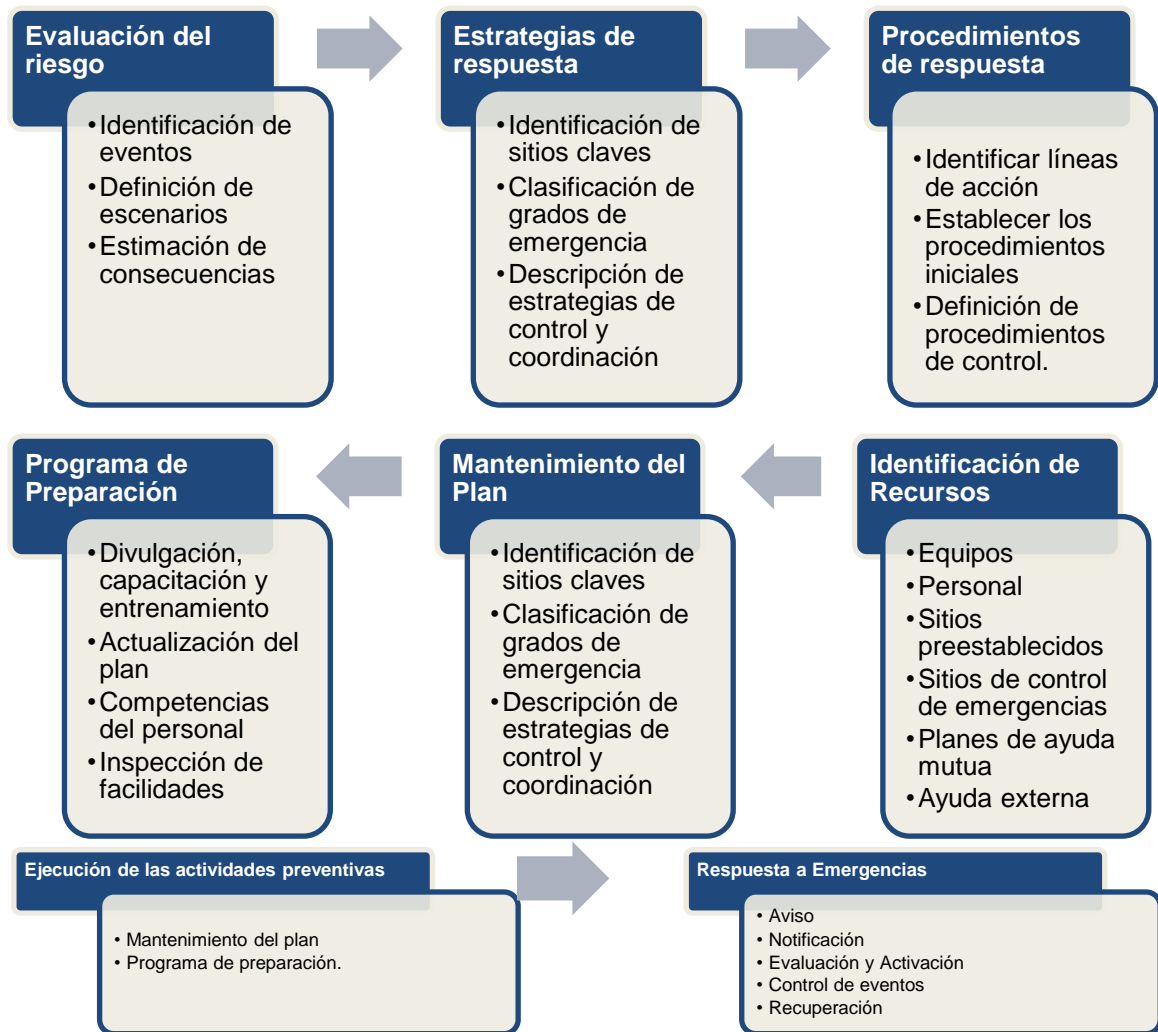 Evaluación del
riesgo
•Identificación de
eventos
•Definición de
escenarios
•Estimación de
consecuencias
Estrategias de
respuesta
•Identificación de
sitios claves
•Clasificación de
grados de
emergencia
•Descripción de
estrategias de
control y
coordinación
Procedimientos
de respuesta
•Identificar líneas
de acción
•Establecer los
procedimientos
iniciales
•Definición de
procedimientos
de control.
Identificación de
Recursos
•Equipos
•Personal
•Sitios
preestablecidos
•Sitios de control
de emergencias
•Planes de ayuda
mutua
•Ayuda externa
Mantenimiento del
Plan
•Identificación de
sitios claves
•Clasificación de
grados de
emergencia
•Descripción de
estrategias de
control y
coordinación
Programa de
Preparación
•Divulgación,
capacitación y
entrenamiento
•Actualización del
plan
•Competencias
del personal
•Inspección de
facilidades
Ejecución de las actividades preventivas
• Mantenimiento del plan
• Programa de preparación.
Respuesta a Emergencias
• Aviso
• Notificación
• Evaluación y Activación
• Control de eventos
• Recuperación